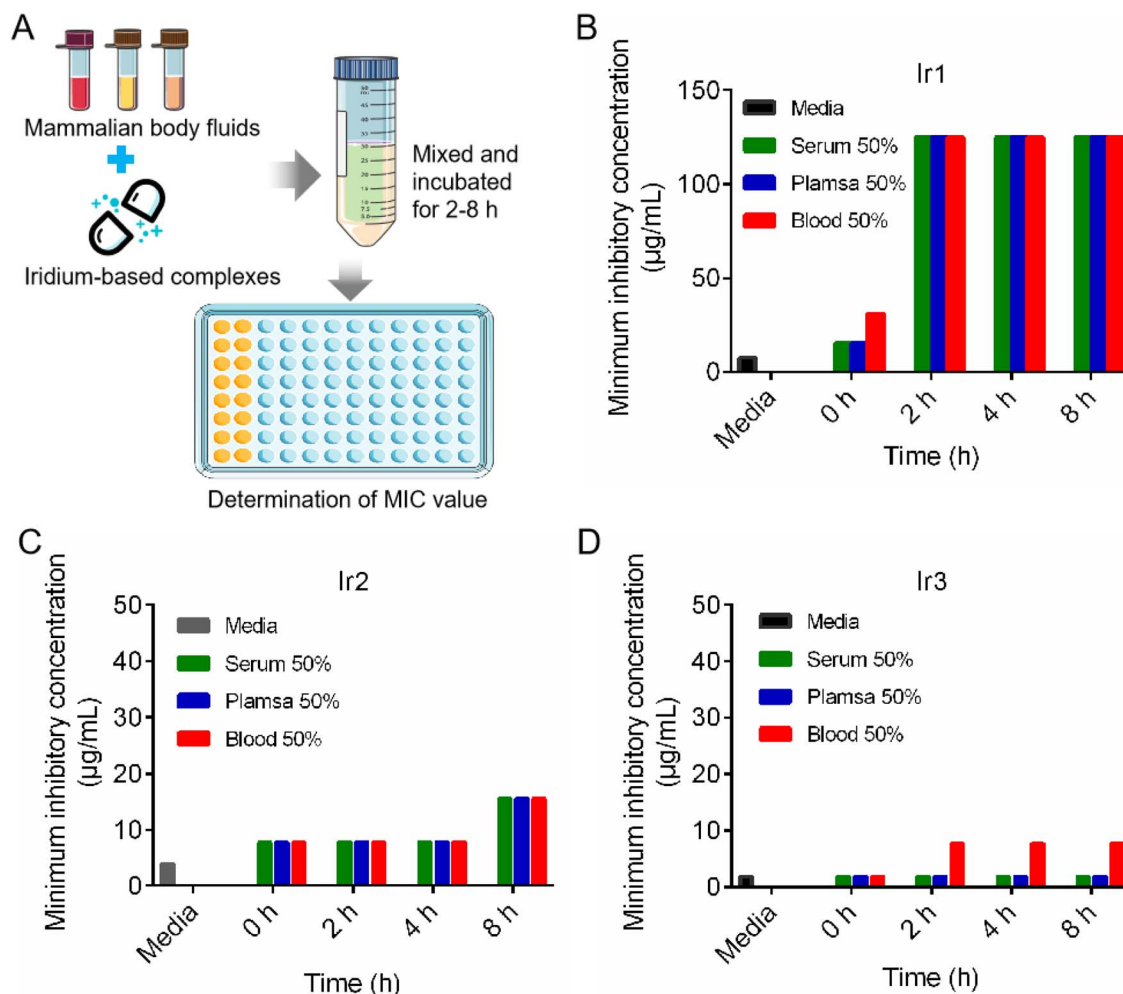 A
Mammalian body fluids
Iridium-based complexes
Mixed and
incubated
for 2-8 h
Determination of MIC value
B
Ir1
Minimum inhibitory concentration
(µg/mL)
150
100
50
0
Media
Serum 50%
Plamsa 50%
Blood 50%
Media
0 h
2 h
4 h
8 h
Time (h)
C
Ir2
Minimum inhibitory concentration
(µg/mL)
50
40
30
20
10
0
Media
Serum 50%
Plamsa 50%
Blood 50%
Media
0 h
2 h
4 h
8 h
Time (h)
D
Ir3
Minimum inhibitory concentration
(µg/mL)
50
40
30
20
10
0
Media
Serum 50%
Plamsa 50%
Blood 50%
Media
0 h
2 h
4 h
8 h
Time (h)